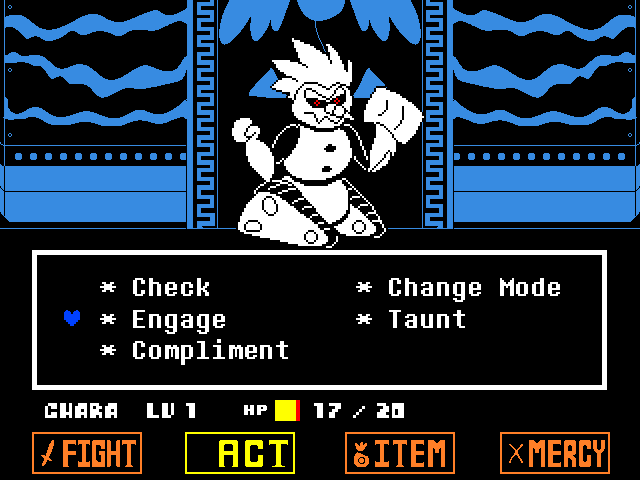 * Check * Change Mode
* Engage * Taunt
* Compliment
CHARA LV 1 HP 17 / 20
FIGHT ACT ITEM MERCY